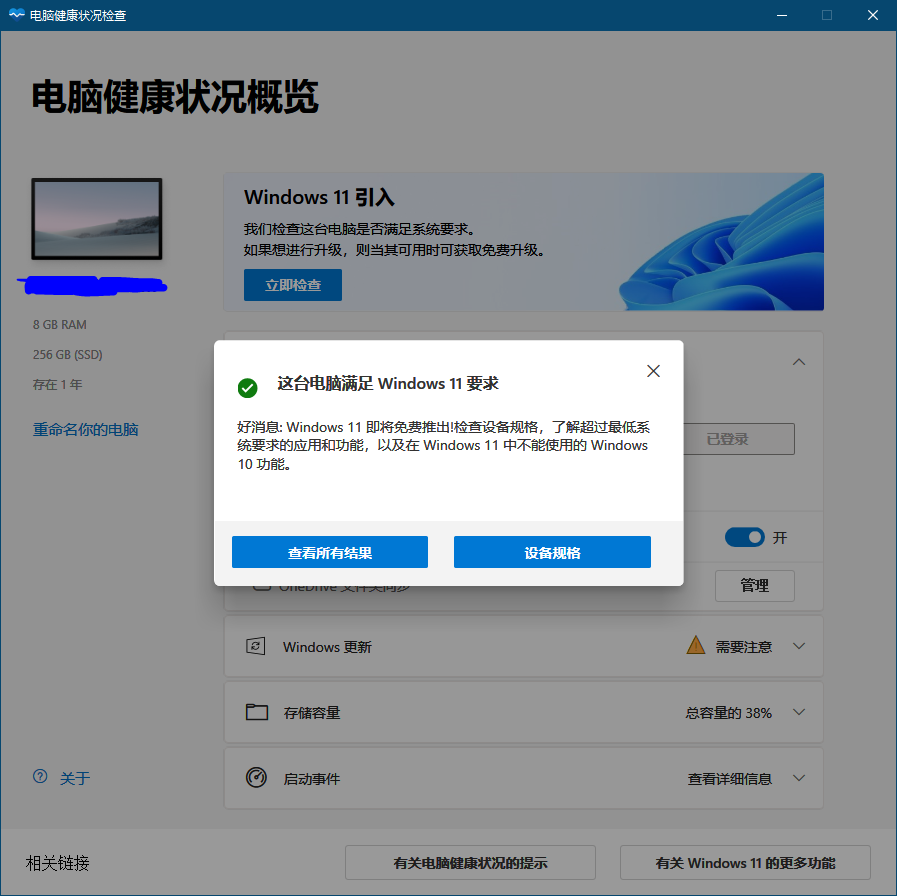 电脑健康状况检查
电脑健康状况概览
Windows 11 引入
我们检查这台电脑是否满足系统要求。
如果想进行升级，则当其可用时可获取免费升级。
立即检查
8 GB RAM
256 GB (SSD)
存在 1 年
重命名你的电脑
这台电脑满足 Windows 11 要求
好消息: Windows 11 即将免费推出!检查设备规格，了解超过最低系
统要求的应用和功能，以及在 Windows 11 中不能使用的 Windows
10 功能。
已登录
开
查看所有结果
设备规格
OneDrive 文件夹同步
管理
Windows 更新
需要注意
存储容量
总容量的 38%
启动事件
查看详细信息
关于
相关链接
有关电脑健康状况的提示
有关 Windows 11 的更多功能